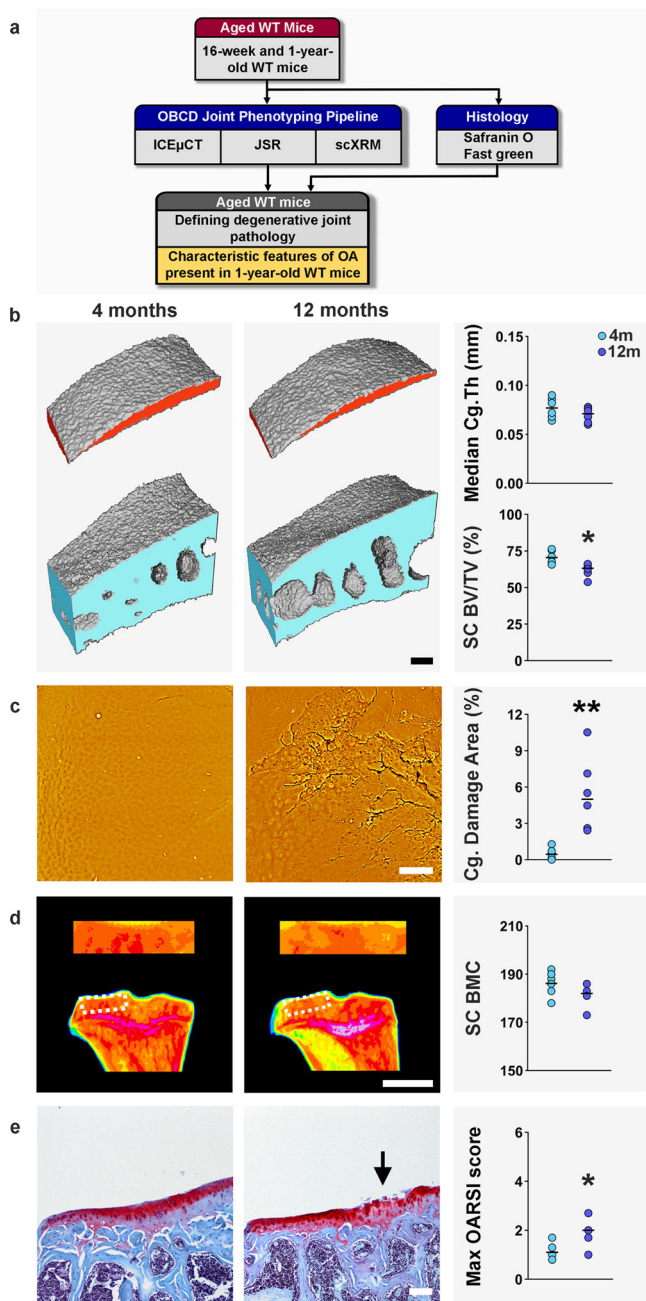 a
Aged WT Mice
16-week and 1-year-
old WT mice
OBCD Joint Phenotyping Pipeline
ICEµCT
JSR
scXRM
Histology
Safranin O
Fast green
Aged WT mice
Defining degenerative joint
pathology
Characteristic features of OA
present in 1-year-old WT mice
b
4 months
12 months
Median Cg.Th (mm)
0.15
0.10
0.05
0.00
4m
12m
SC BV/TV (%)
100
75
50
25
0
*
c
Cg. Damage Area (%)
12
9
6
3
0
**
d
SC BMC
210
190
170
150
e
Max OARSI score
6
4
2
0
*